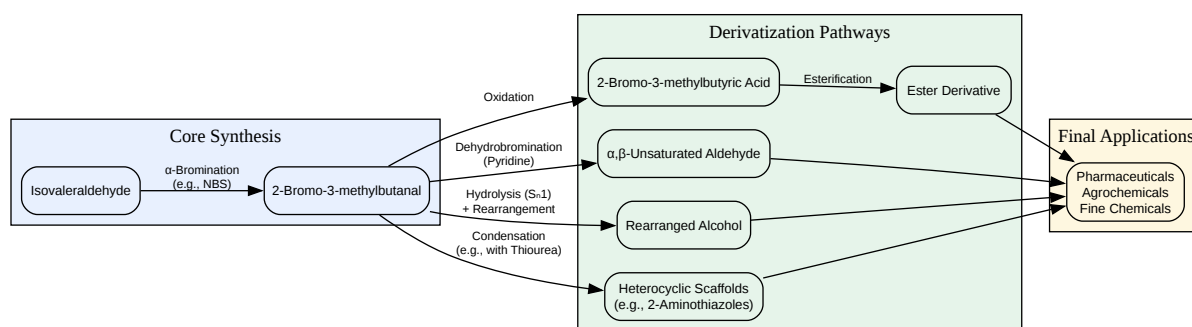 Core Synthesis
Isovaleraldehyde
α-Bromination
(e.g., NBS)
2-Bromo-3-methylbutanal
Oxidation
Dehydrobromination
(Pyridine)
Hydrolysis (Sₙ1)
+ Rearrangement
Condensation
(e.g., with Thiourea)
Derivatization Pathways
2-Bromo-3-methylbutyric Acid
Esterification
Ester Derivative
α,β-Unsaturated Aldehyde
Rearranged Alcohol
Heterocyclic Scaffolds
(e.g., 2-Aminothiazoles)
Final Applications
Pharmaceuticals
Agrochemicals
Fine Chemicals